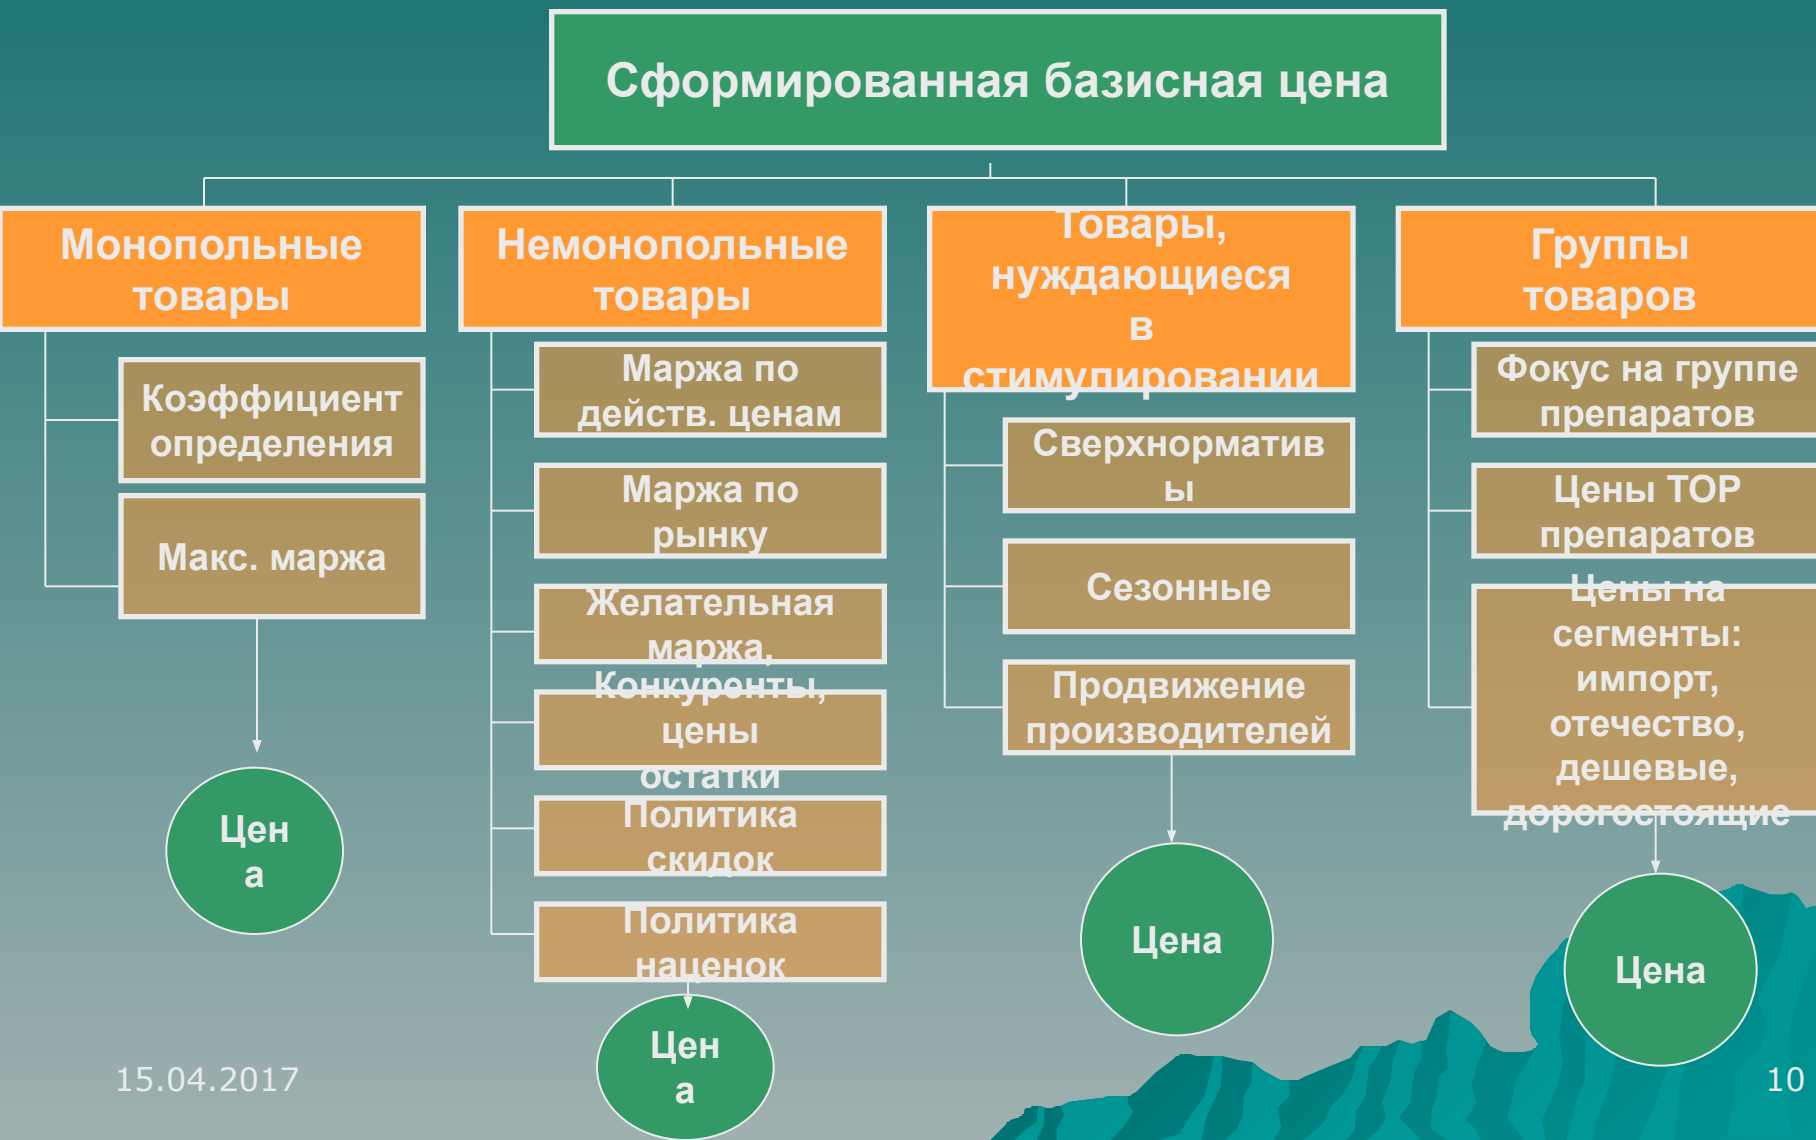 Сформированная базисная цена
Монопольные
товары
Коэффициент
определения
Макс. маржа
Цен
а
Немонопольные
товары
Маржа по
действ. ценам
Маржа по
рынку
Желательная
маржа,
Конкуренты,
цены
остатки
Политика
скидок
Политика
наценок
Цен
а
Товары,
нуждающиеся
в
стимулировании
Сверхнорматив
ы
Сезонные
Продвижение
производителей
Цена
Группы
товаров
Фокус на группе
препаратов
Цены TOP
препаратов
Цены на
сегменты:
импорт,
отечество,
дешевые,
дорогостоящие
Цена
15.04.2017
10